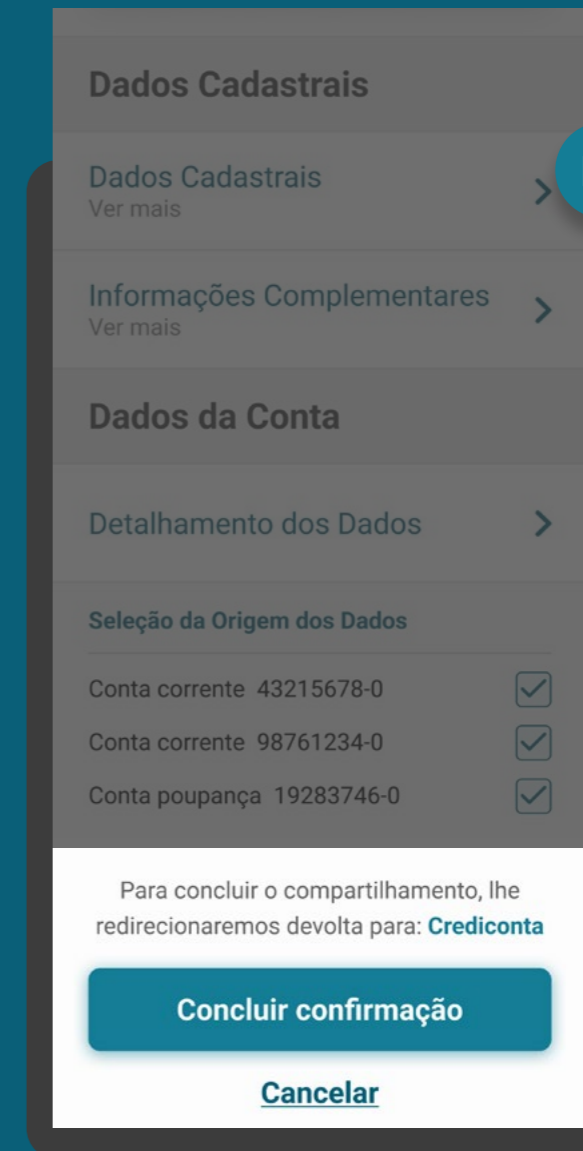 Dados Cadastrais
Dados Cadastrais
Ver mais
Informações Complementares
Ver mais
Dados da Conta
Detalhamento dos Dados
Seleção da Origem dos Dados
Conta corrente 43215678-0
Conta corrente 98761234-0
Conta poupança 19283746-0
Para concluir o compartilhamento, lhe
redirecionaremos devolta para: Crediconta
Concluir confirmação
Cancelar